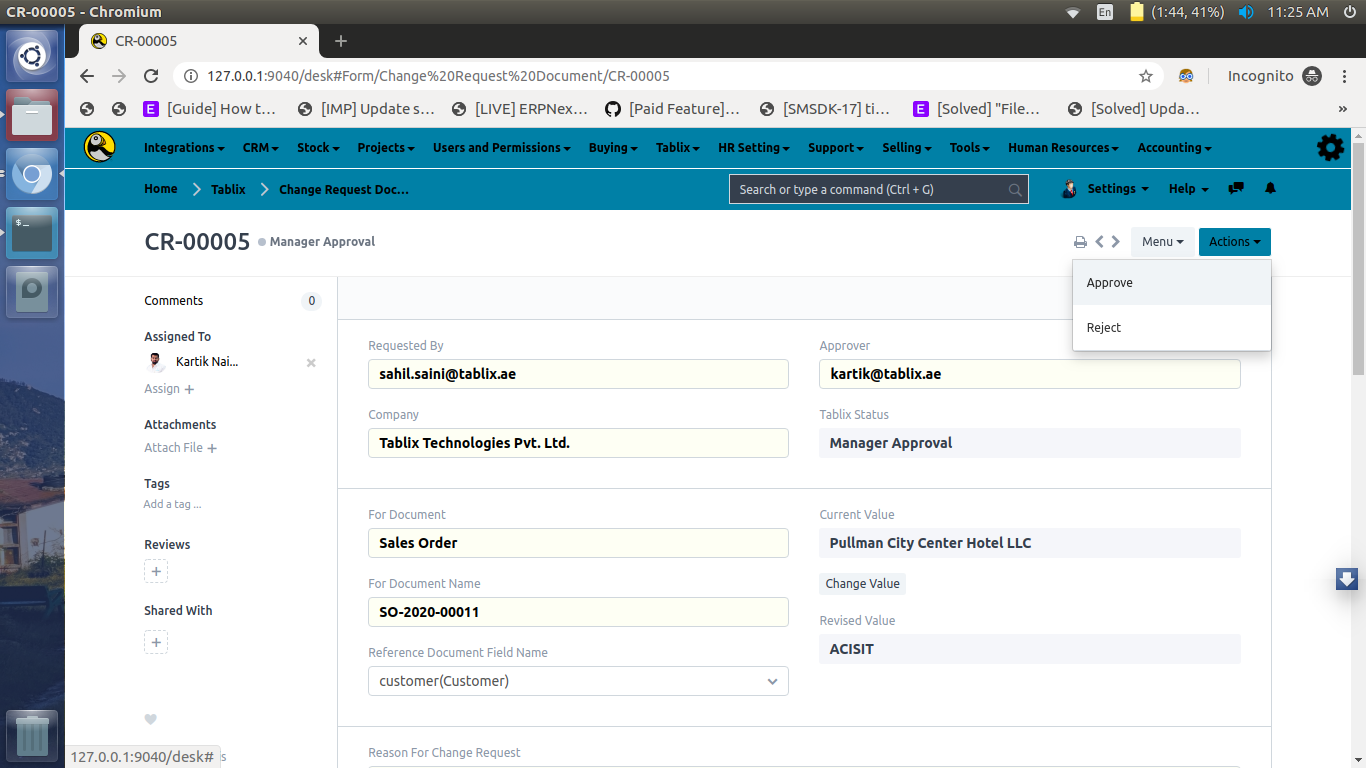 CR-00005 - Chromium
En
(1:44, 41%)
11:25 AM
CR-00005
127.0.0.1:9040/desk#Form/Change%20Request%20Document/CR-00005
Incognito
[Guide] How t...
[IMP] Update s...
[LIVE] ERPNex...
[Paid Feature]...
[SMSDK-17] ti...
[Solved] "File...
[Solved] Upda...
»
Integrations
CRM
Stock
Projects
Users and Permissions
Buying
Tablix
HR Setting
Support
Selling
Tools
Human Resources
Accounting
Home
Tablix
Change Request Doc...
Search or type a command (Ctrl + G)
Settings
Help
CR-00005
Manager Approval
Menu
Actions
Approve
Reject
Comments
0
Assigned To
Kartik Nai...
Assign +
Attachments
Attach File +
Tags
Add a tag ...
Reviews
+
Shared With
+
Requested By
sahil.saini@tablix.ae
Approver
kartik@tablix.ae
Company
Tablix Technologies Pvt. Ltd.
Tablix Status
Manager Approval
For Document
Sales Order
Current Value
Pullman City Center Hotel LLC
For Document Name
SO-2020-00011
Change Value
Revised Value
ACISIT
Reference Document Field Name
customer(Customer)
Reason For Change Request
127.0.0.1:9040/desk#